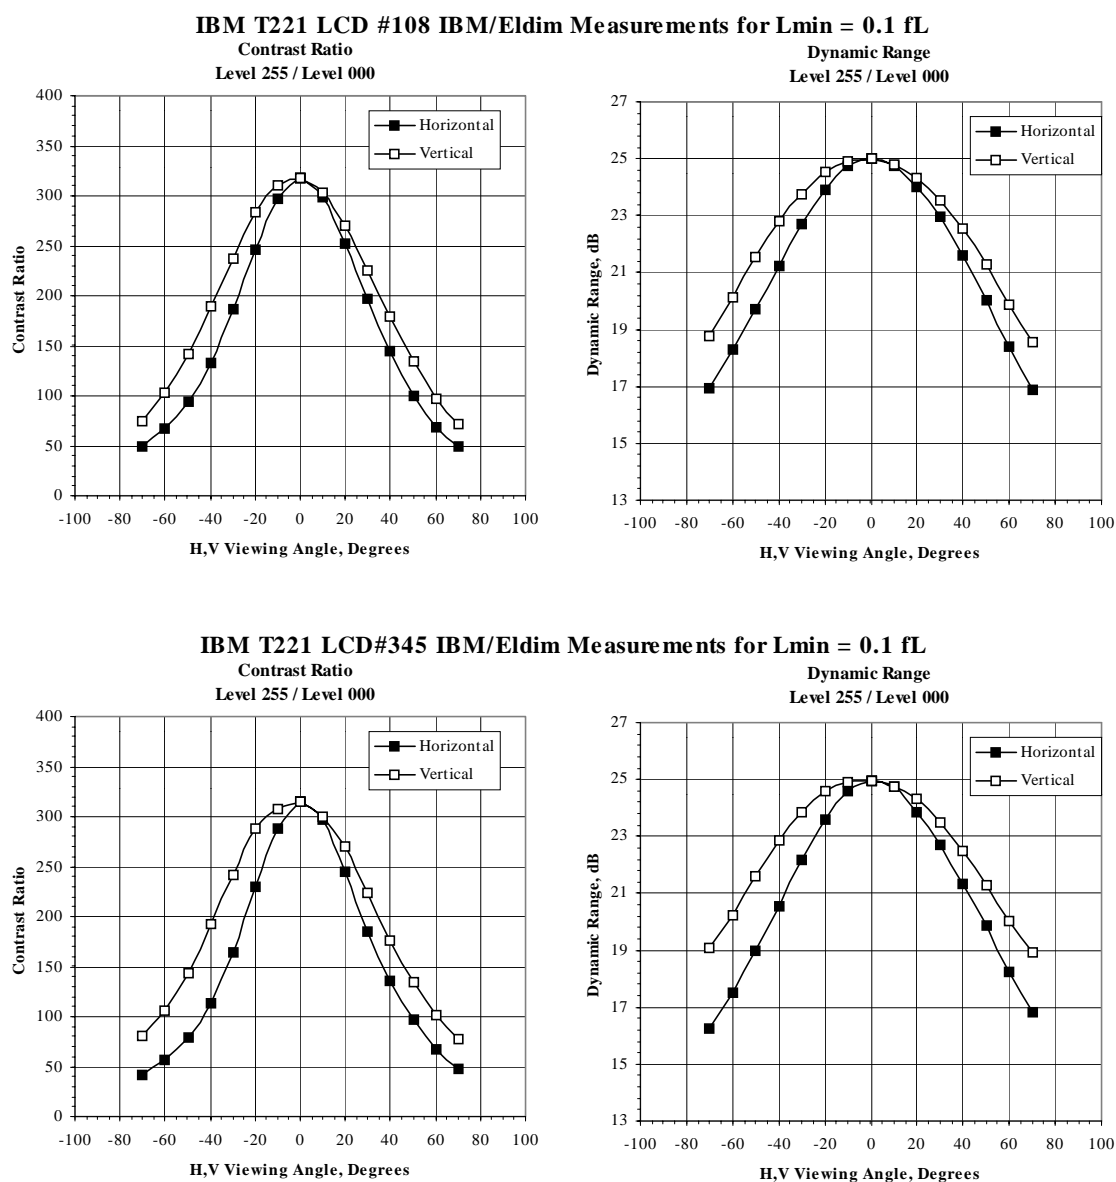 IBM T221 LCD #108 IBM/Eldim Measurements for Lmin = 0.1 fL
Contrast Ratio
Level 255 / Level 000
400
350
300
250
200
150
100
50
0
Contrast Ratio
Horizontal
Vertical
-100 -80 -60 -40 -20 0 20 40 60 80 100
H,V Viewing Angle, Degrees
Dynamic Range
Level 255 / Level 000
27
25
23
21
19
17
15
13
Dynamic Range, dB
Horizontal
Vertical
-100 -80 -60 -40 -20 0 20 40 60 80 100
H,V Viewing Angle, Degrees
IBM T221 LCD#345 IBM/Eldim Measurements for Lmin = 0.1 fL
Contrast Ratio
Level 255 / Level 000
400
350
300
250
200
150
100
50
0
Contrast Ratio
Horizontal
Vertical
-100 -80 -60 -40 -20 0 20 40 60 80 100
H,V Viewing Angle, Degrees
Dynamic Range
Level 255 / Level 000
27
25
23
21
19
17
15
13
Dynamic Range, dB
Horizontal
Vertical
-100 -80 -60 -40 -20 0 20 40 60 80 100
H,V Viewing Angle, Degrees